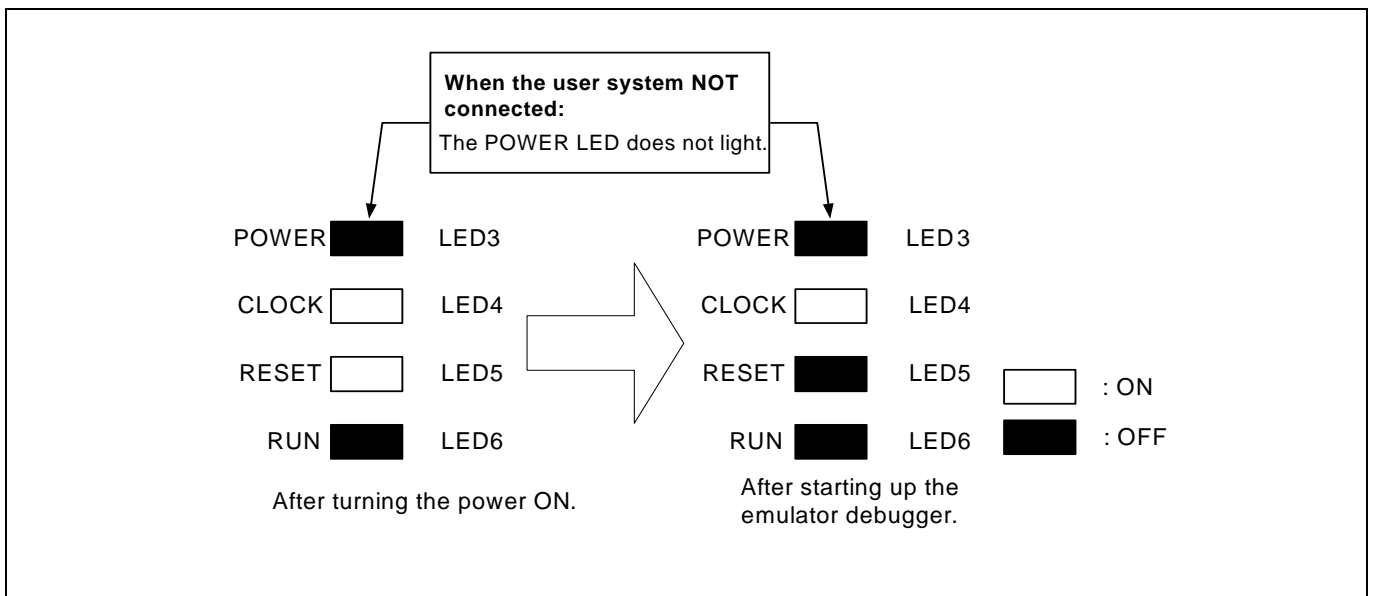 When the user system NOT
connected:
The POWER LED does not light.
POWER LED3
CLOCK LED4
RESET LED5
RUN LED6
After turning the power ON.
POWER LED3
CLOCK LED4
RESET LED5
RUN LED6
After starting up the
emulator debugger.
: ON
: OFF